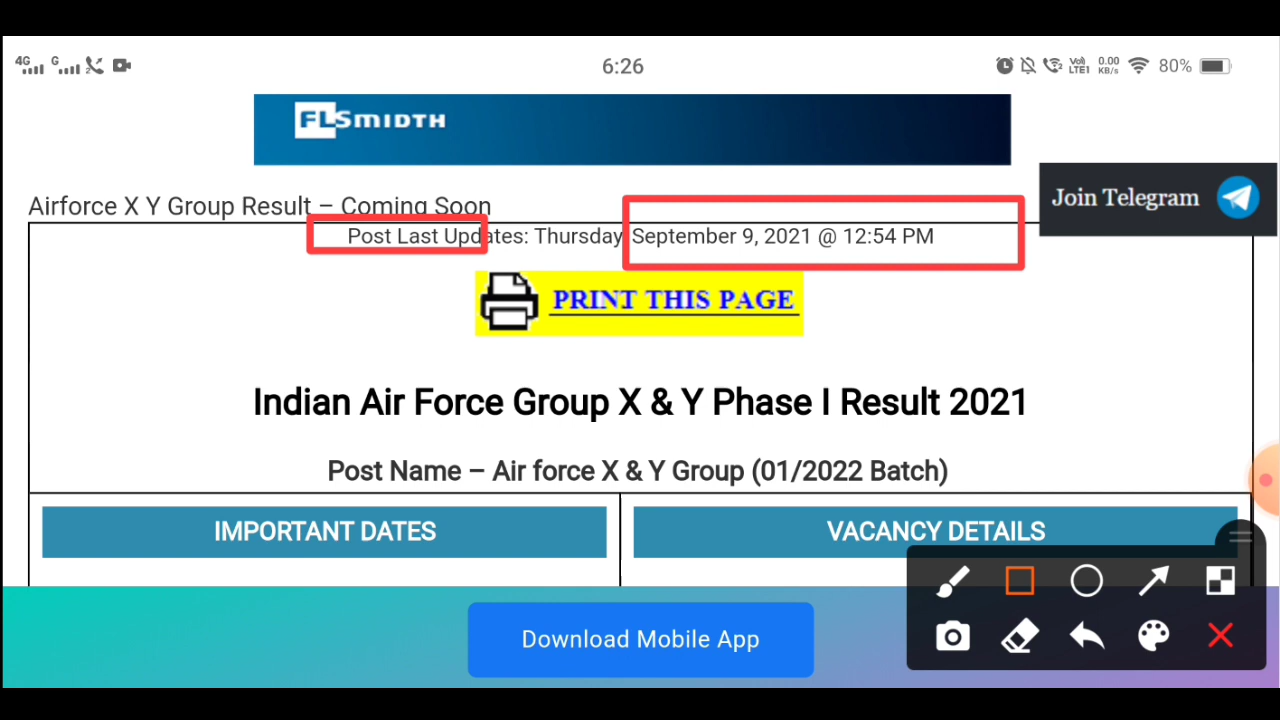 4G G 6:26 Vo) LTE1 0.00 KB/s 80%
FLSMIDTH
Join Telegram
Airforce X Y Group Result – Coming Soon
Post Last Updates: Thursday September 9, 2021 @ 12:54 PM
PRINT THIS PAGE
Indian Air Force Group X & Y Phase I Result 2021
Post Name – Air force X & Y Group (01/2022 Batch)
IMPORTANT DATES
VACANCY DETAILS
Download Mobile App